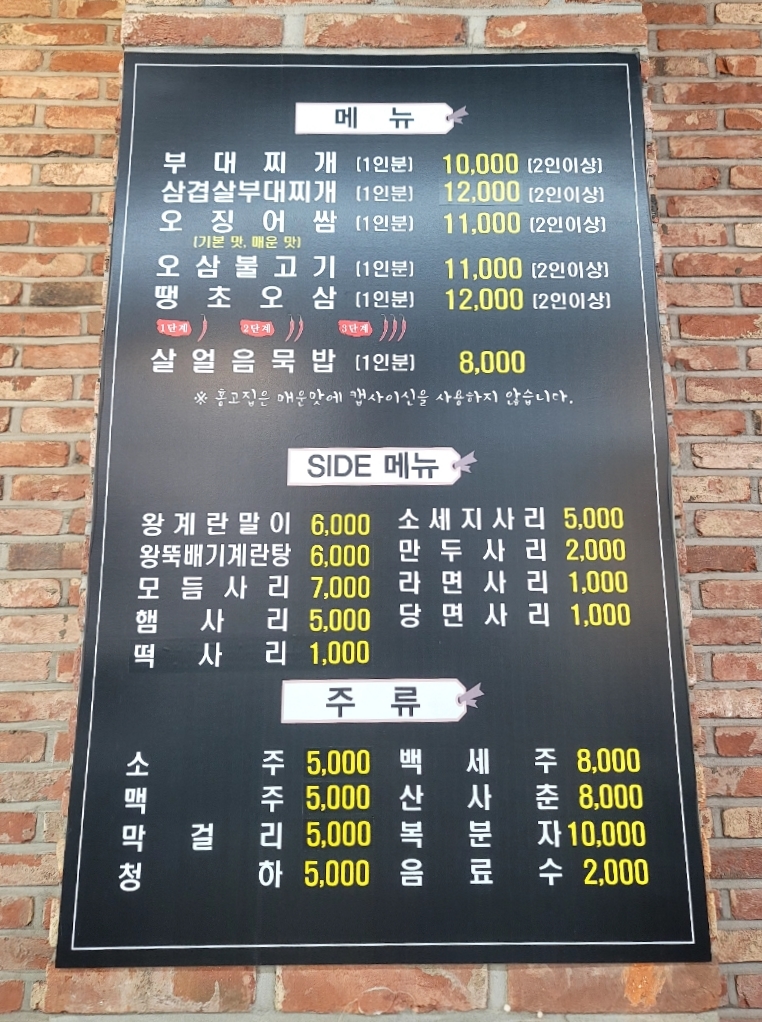 메 뉴
부 대 찌 개 (1인분) 10,000 (2인이상)
삼겹살부대찌개 (1인분) 12,000 (2인이상)
오 징 어 쌈 (1인분) 11,000 (2인이상)
(기본 맛, 매운 맛)
오 삼 불 고 기 (1인분) 11,000 (2인이상)
땡 초 오 삼 (1인분) 12,000 (2인이상)
1단계 2단계 3단계
살 얼 음 묵 밥 (1인분) 8,000
※ 홍고집은 매운맛에 캡사이신을 사용하지 않습니다.
SIDE 메뉴
왕 계 란 말 이 6,000 소 세 지 사 리 5,000
왕뚝배기계란탕 6,000 만 두 사 리 2,000
모 듬 사 리 7,000 라 면 사 리 1,000
햄 사 리 5,000 당 면 사 리 1,000
떡 사 리 1,000
주 류
소 주 5,000 백 세 주 8,000
맥 주 5,000 산 사 춘 8,000
막 걸 리 5,000 복 분 자 10,000
청 하 5,000 음 료 수 2,000